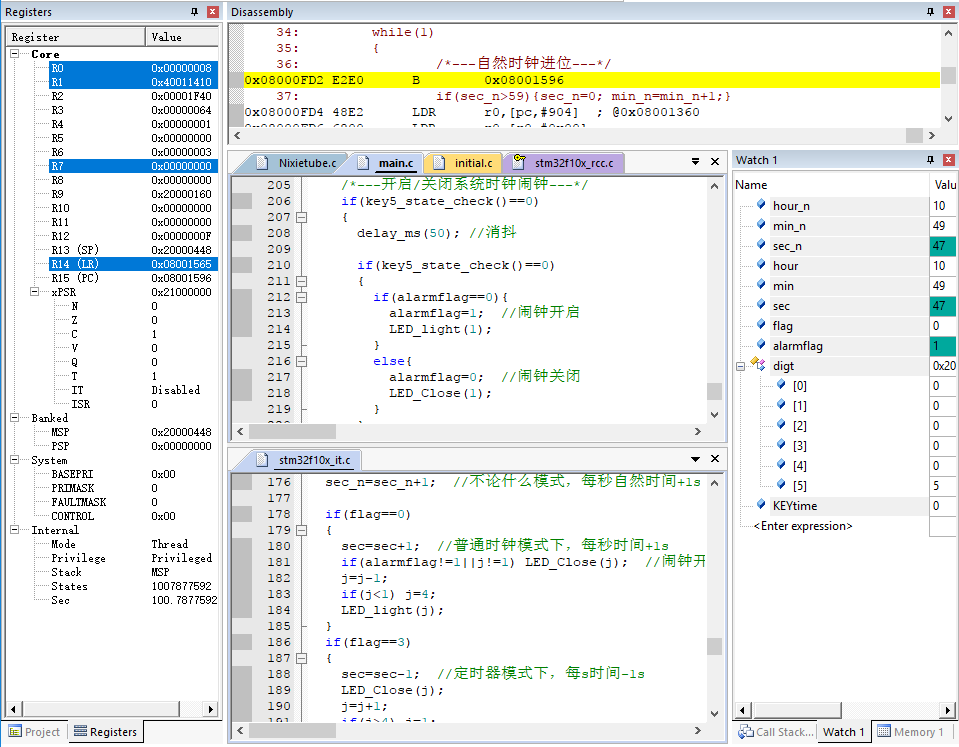 Registers
Register Value
Core
R0 0x00000008
R1 0x40011410
R2 0x00001F40
R3 0x00000064
R4 0x00000001
R5 0x00000000
R6 0x00000003
R7 0x00000000
R8 0x00000000
R9 0x20000160
R10 0x00000000
R11 0x00000000
R12 0x0000000F
R13 (SP) 0x20000448
R14 (LR) 0x08001565
R15 (PC) 0x08001596
xPSR 0x21000000
N 0
Z 0
C 1
V 0
Q 0
T 1
IT Disabled
ISR 0
Banked
MSP 0x20000448
PSP 0x00000000
System
BASEPRI 0x00
PRIMASK 0
FAULTMASK 0
CONTROL 0x00
Internal
Mode Thread
Privilege Privileged
Stack MSP
States 1007877592
Sec 100.7877592
Project Registers
Disassembly
34: while(1)
35: {
36: /*---自然时钟进位---*/
0x08000FD2 E2E0 B 0x08001596
37: if(sec_n>59){sec_n=0; min_n=min_n+1;}
0x08000FD4 48E2 LDR r0,[pc,#904] ; @0x08001360
Nixietube.c main.c initial.c stm32f10x_rcc.c
205 /*---开启/关闭系统时钟闹钟---*/
206 if(key5_state_check()==0)
207 {
208 delay_ms(50); //消抖
209
210 if(key5_state_check()==0)
211 {
212 if(alarmflag==0){
213 alarmflag=1; //闹钟开启
214 LED_light(1);
215 }
216 else{
217 alarmflag=0; //闹钟关闭
218 LED_Close(1);
219 }
stm32f10x_it.c
176 sec_n=sec_n+1; //不论什么模式，每秒自然时间+1s
177
178 if(flag==0)
179 {
180 sec=sec+1; //普通时钟模式下，每秒时间+1s
181 if(alarmflag!=1||j!=1) LED_Close(j); //闹钟开
182 j=j-1;
183 if(j<1) j=4;
184 LED_light(j);
185 }
186 if(flag==3)
187 {
188 sec=sec-1; //定时器模式下，每s时间-1s
189 LED_Close(j);
190 j=j+1;
191 if(j>4) j=1;
Watch 1
Name Valu
hour_n 10
min_n 49
sec_n 47
hour 10
min 49
sec 47
flag 0
alarmflag 1
digt 0x20
[0] 0
[1] 0
[2] 0
[3] 0
[4] 0
[5] 5
KEYtime 0
<Enter expression>
Call Stack... Watch 1 Memory 1